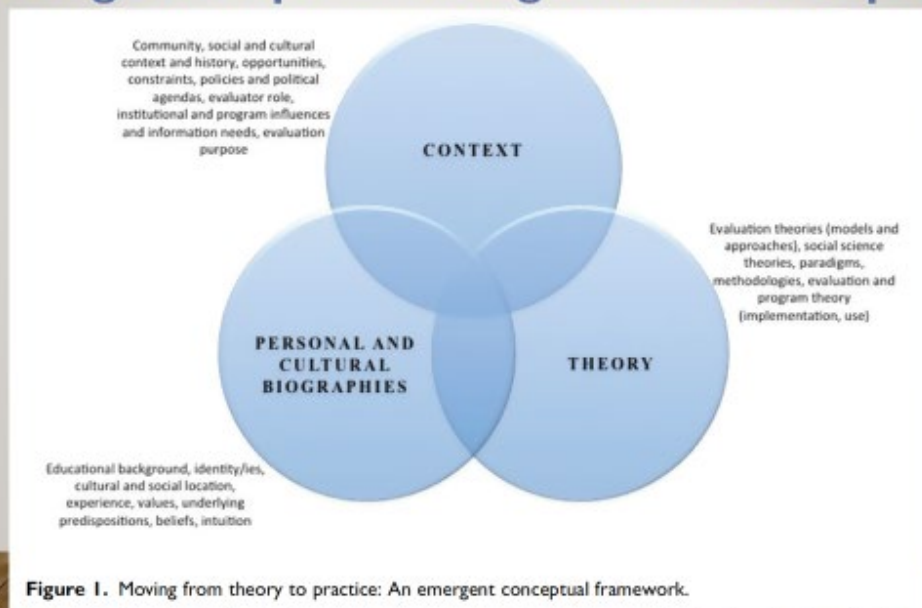 Community, social and cultural
context and history, opportunities,
constraints, policies and political
agendas, evaluator role,
institutional and program influences
and information needs, evaluation
purpose
CONTEXT
Evaluation theories (models and
approaches), social science
theories, paradigms,
methodologies, evaluation and
program theory
(implementation, use)
PERSONAL AND
CULTURAL
BIOGRAPHIES
THEORY
Educational background, identity/ies,
cultural and social location,
experience, values, underlying
predispositions, beliefs, intuition
Figure 1. Moving from theory to practice: An emergent conceptual framework.